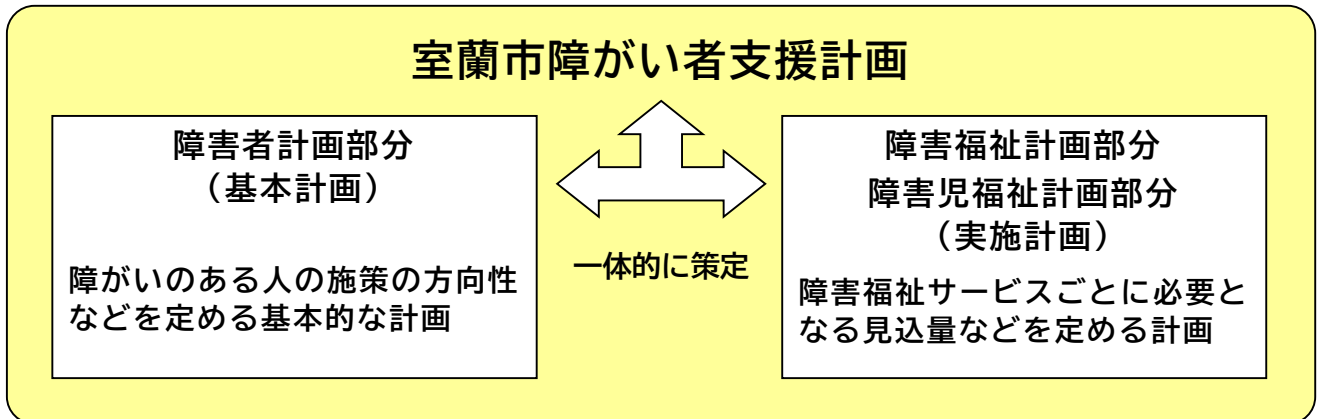 室蘭市障がい者支援計画
障害者計画部分
（基本計画）
障がいのある人の施策の方向性
などを定める基本的な計画
一体的に策定
障害福祉計画部分
障害児福祉計画部分
（実施計画）
障害福祉サービスごとに必要と
なる見込量などを定める計画